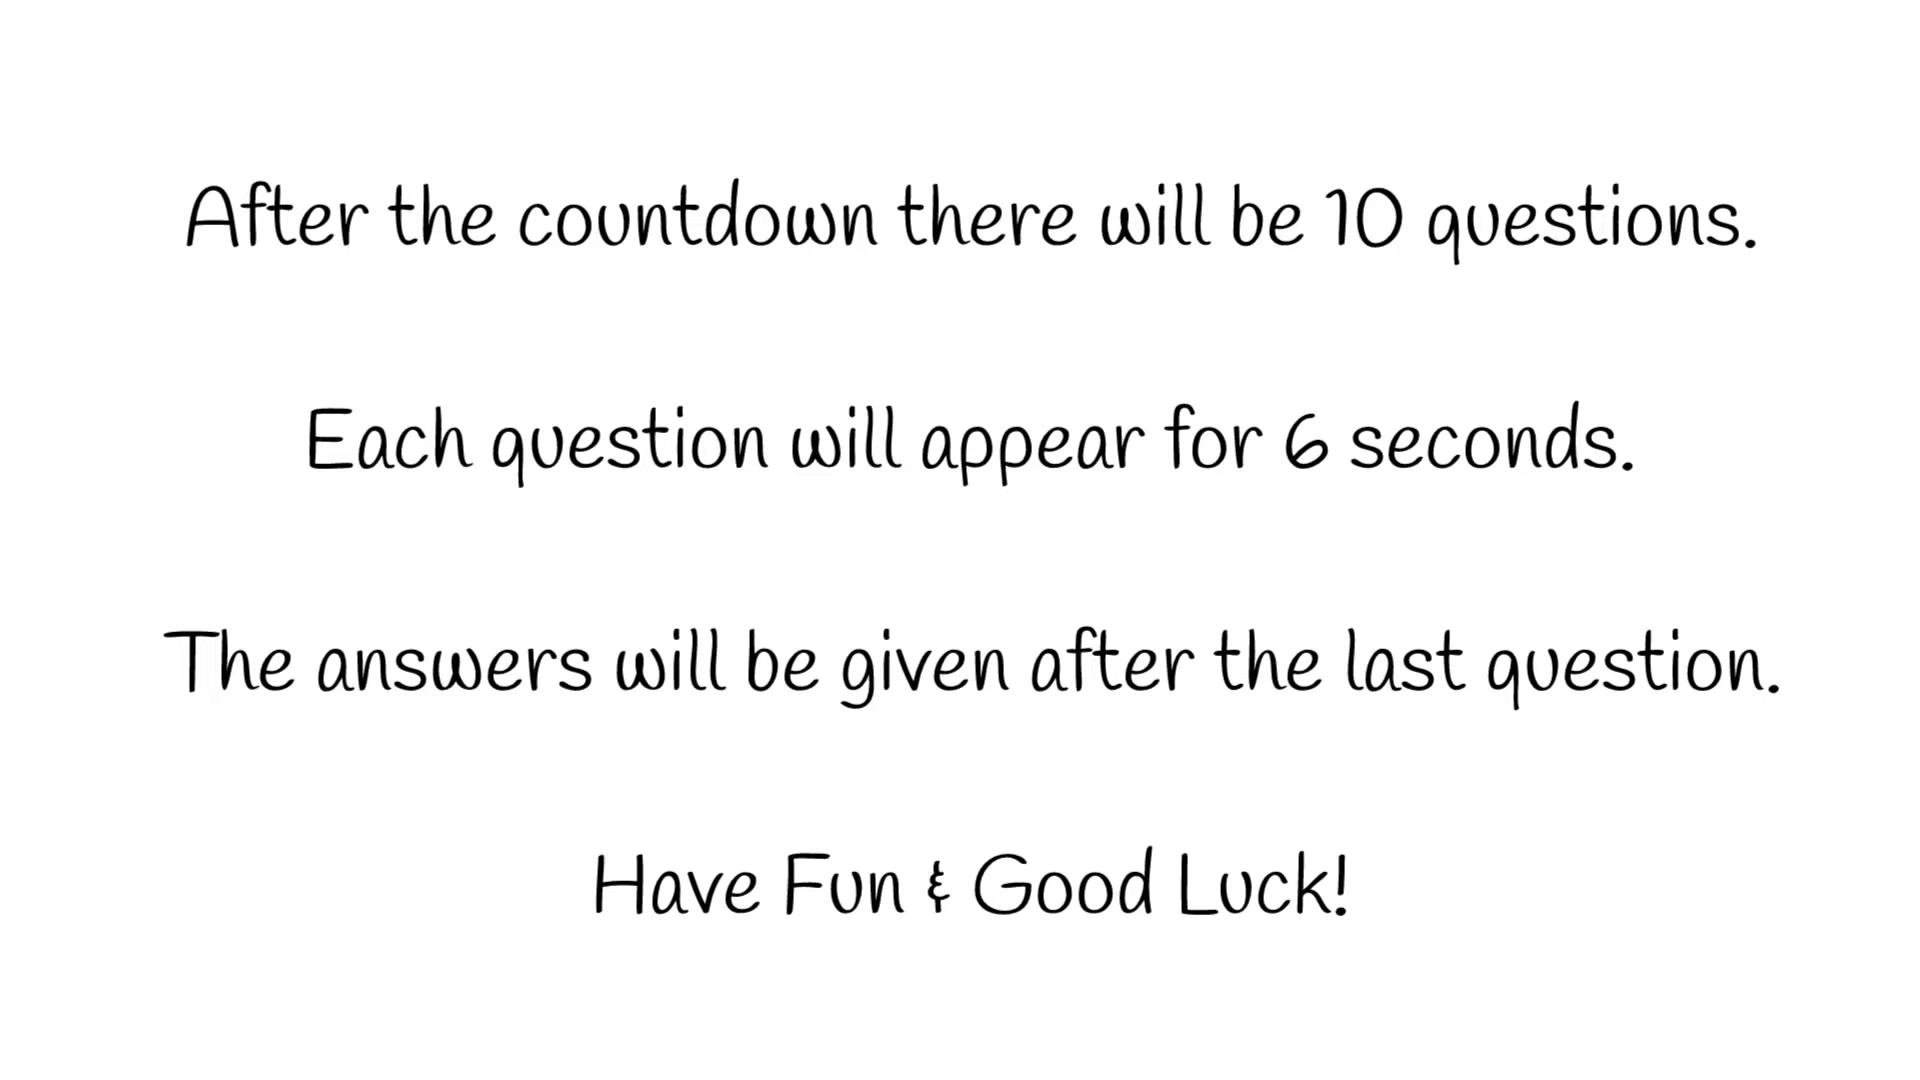 After the countdown there will be 10 questions.
Each question will appear for 6 seconds.
The answers will be given after the last question.
Have Fun & Good Luck!